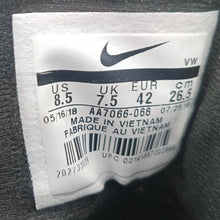 VW
US UK EUR cm
8.5 7.5 42 26.5
05/16/18 AA7066-066 07/25/18
MADE IN VIETNAM
FABRIQUE AU VIETNAM